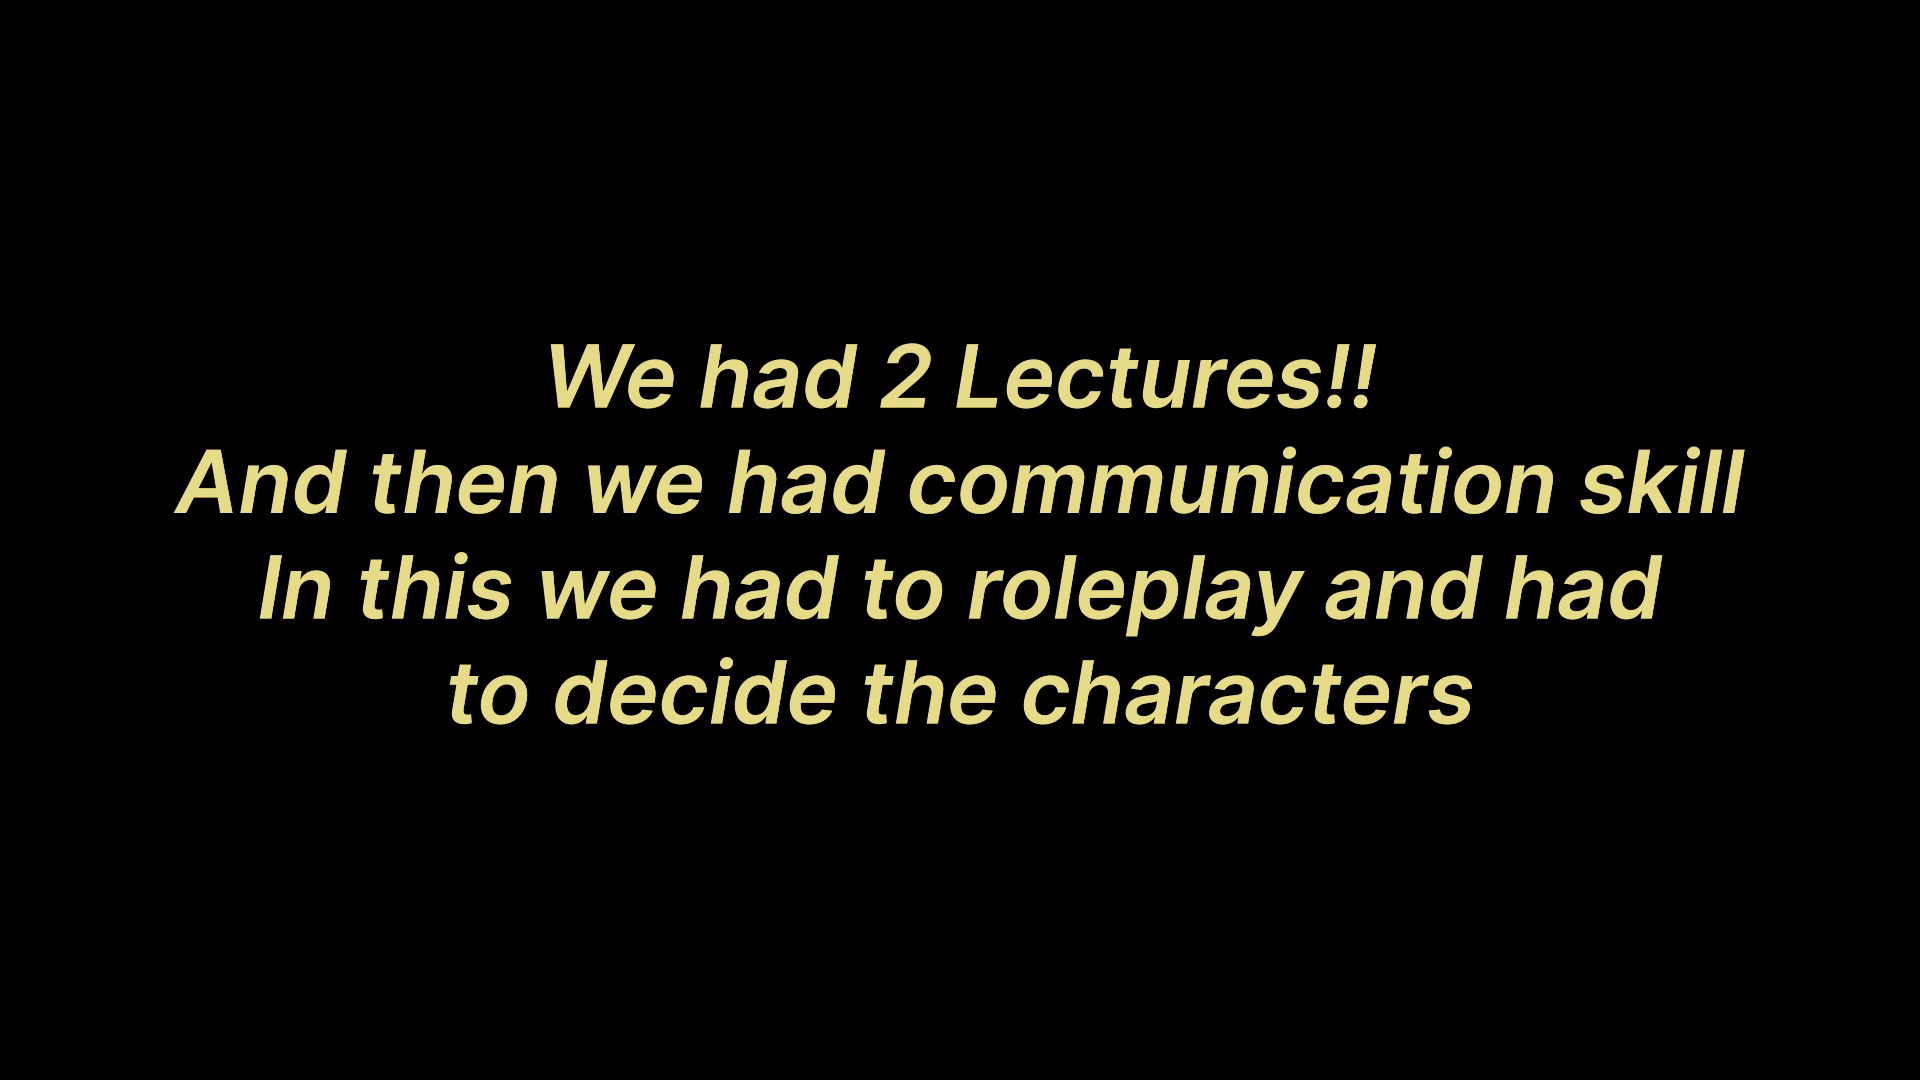 We had 2 Lectures!!
And then we had communication skill
In this we had to roleplay and had
to decide the characters